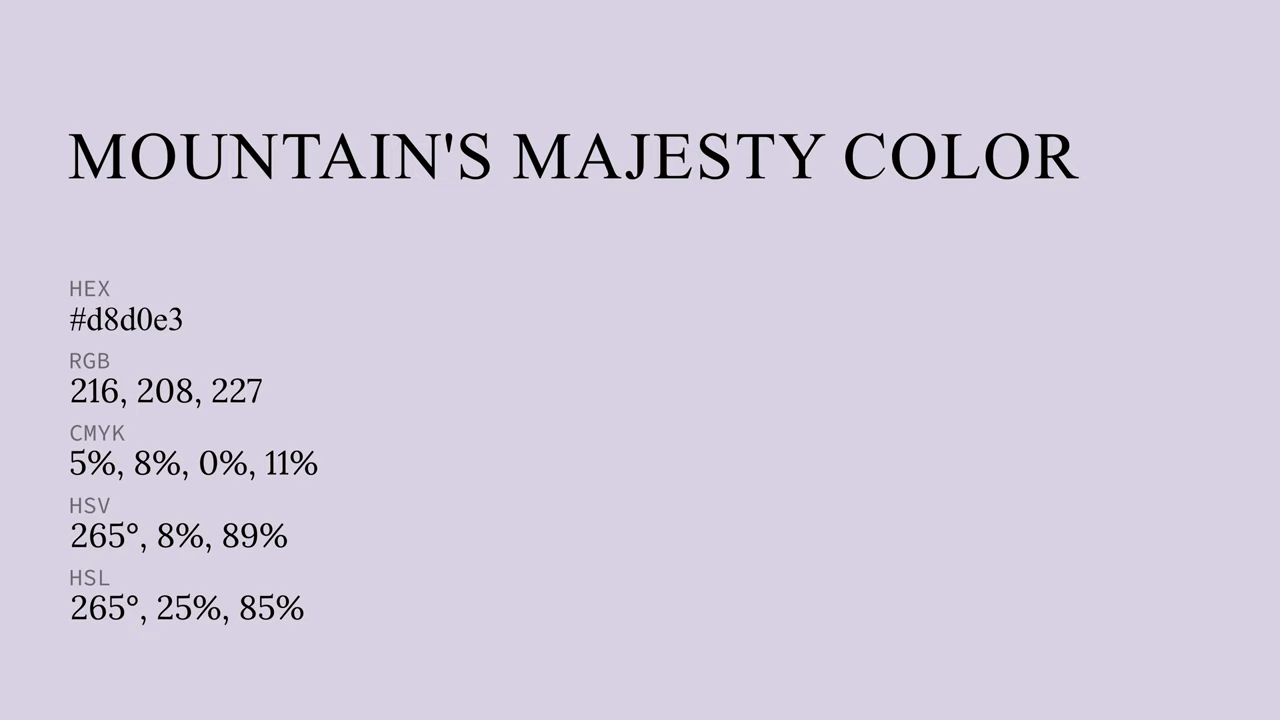 MOUNTAIN'S MAJESTY COLOR
HEX
#d8d0e3
RGB
216, 208, 227
CMYK
5%, 8%, 0%, 11%
HSV
265°, 8%, 89%
HSL
265°, 25%, 85%